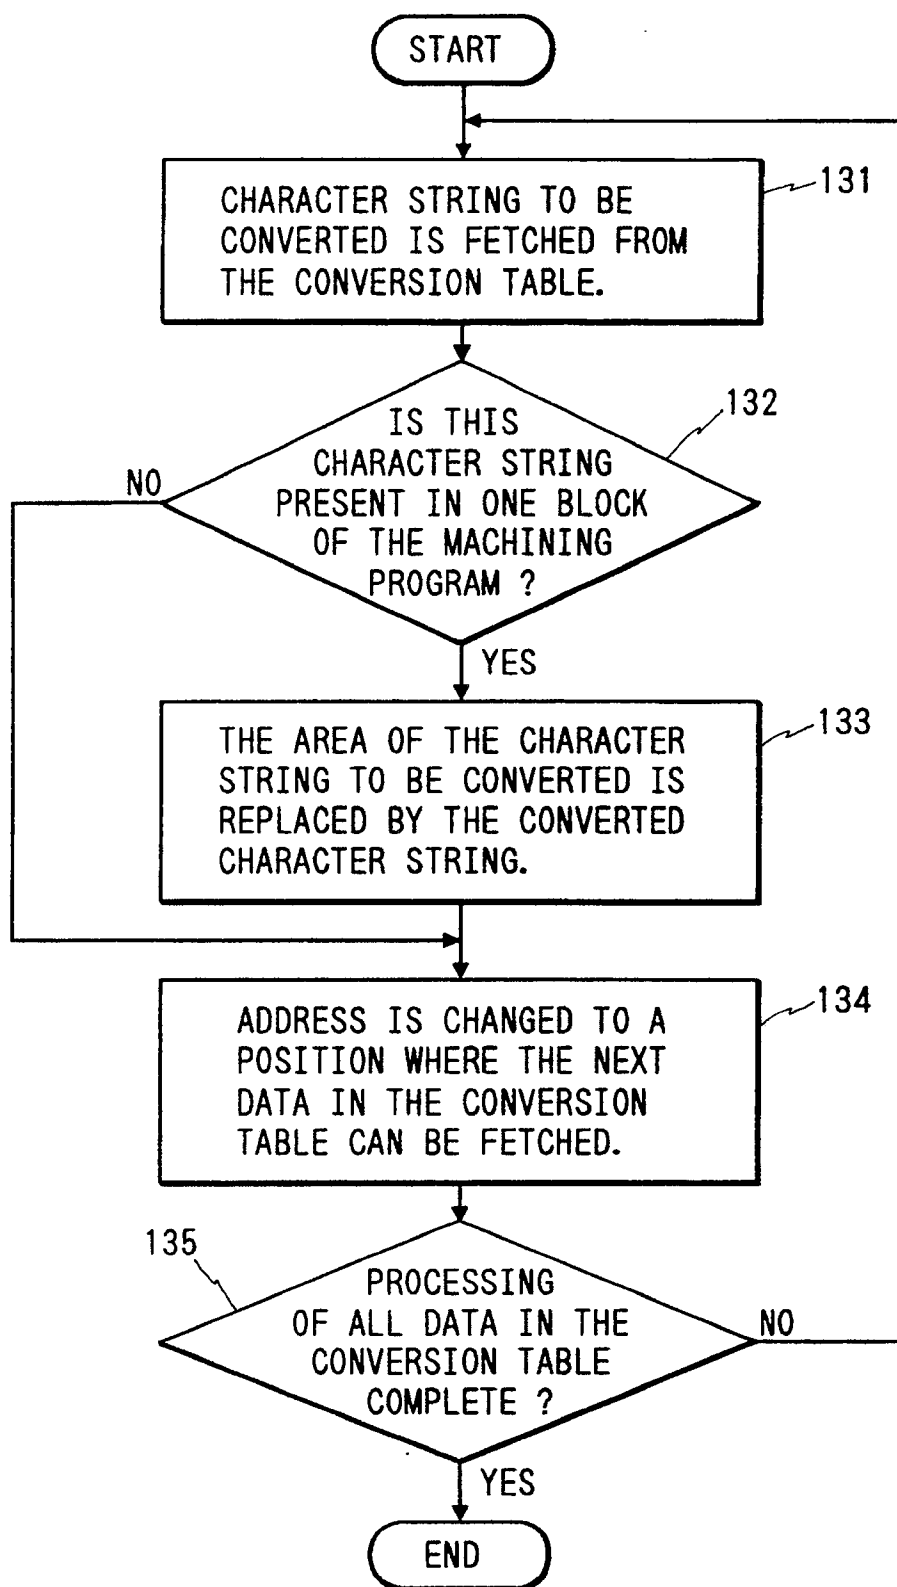 START
131
CHARACTER STRING TO BE
CONVERTED IS FETCHED FROM
THE CONVERSION TABLE.
132
IS THIS
CHARACTER STRING
PRESENT IN ONE BLOCK
OF THE MACHINING
PROGRAM ?
NO
YES
133
THE AREA OF THE CHARACTER
STRING TO BE CONVERTED IS
REPLACED BY THE CONVERTED
CHARACTER STRING.
134
ADDRESS IS CHANGED TO A
POSITION WHERE THE NEXT
DATA IN THE CONVERSION
TABLE CAN BE FETCHED.
135
PROCESSING
OF ALL DATA IN THE
CONVERSION TABLE
COMPLETE ?
NO
YES
END